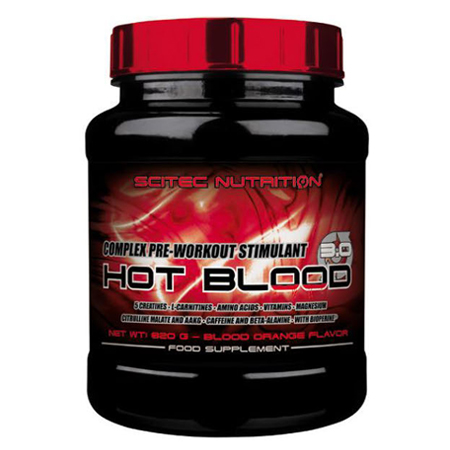 SCITEC NUTRITION
COMPLEX PRE-WORKOUT STIMULANT 3.0
HOT BLOOD
5 CREATINES - L-CARNITINES - AMINO ACIDS - VITAMINS - MAGNESIUM
CITRULLINE MALATE AND AAKG - CAFFEINE AND BETA-ALANINE - WITH BIOPERINE®
NET WT: 820 G - BLOOD ORANGE FLAVOR
FOOD SUPPLEMENT